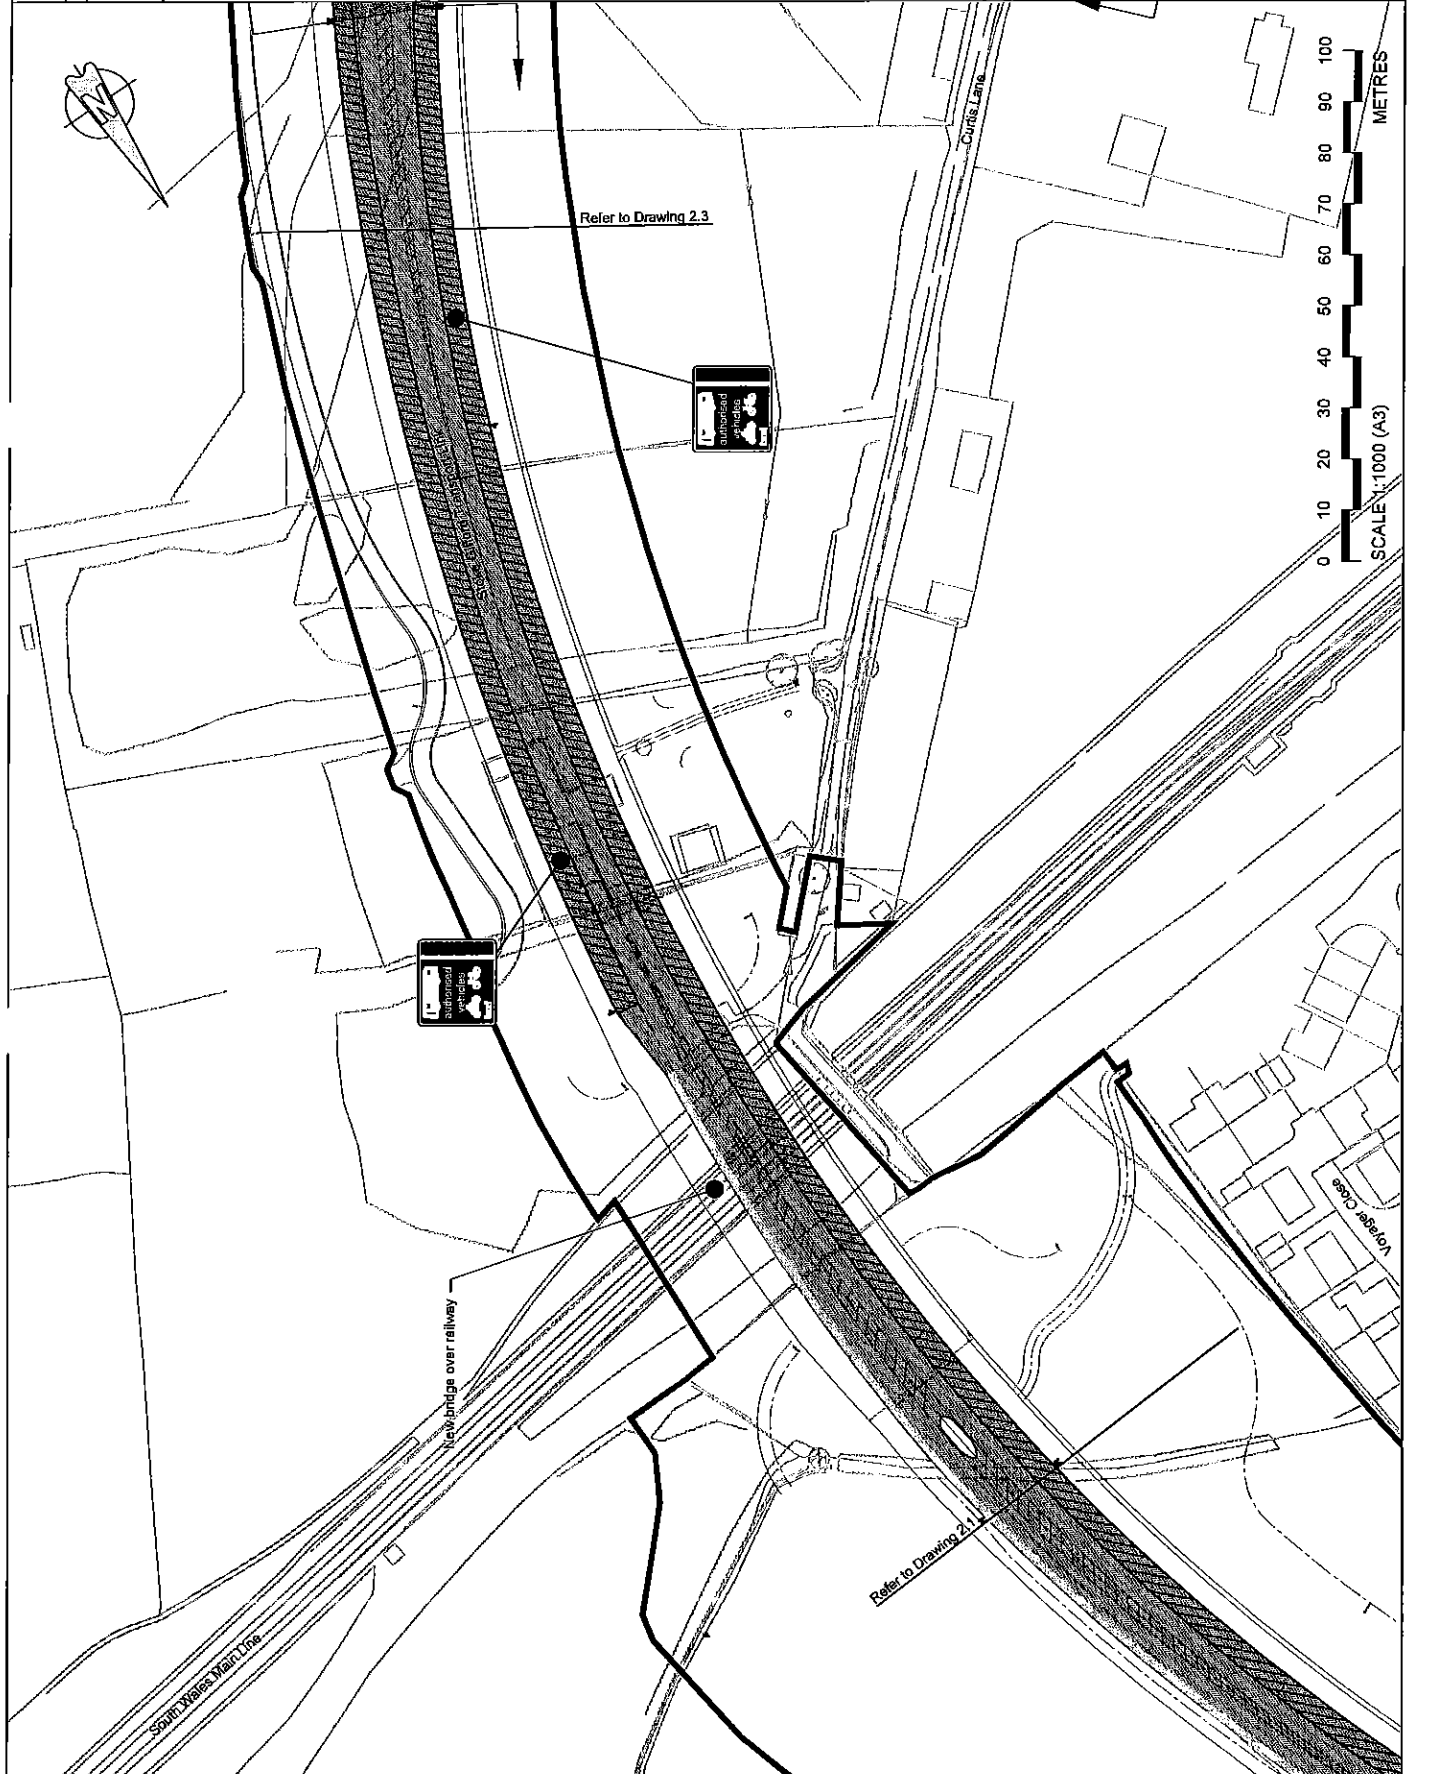 N
Refer to Drawing 2.3
Curtis Lane
0 10 20 30 40 50 60 70 80 90 100
SCALE 1:1000 (A3)
METRES
authorised
vehicles
authorised
vehicles
New bridge over railway
Voyager Close
Refer to Drawing 2.1
South Wales Main Line